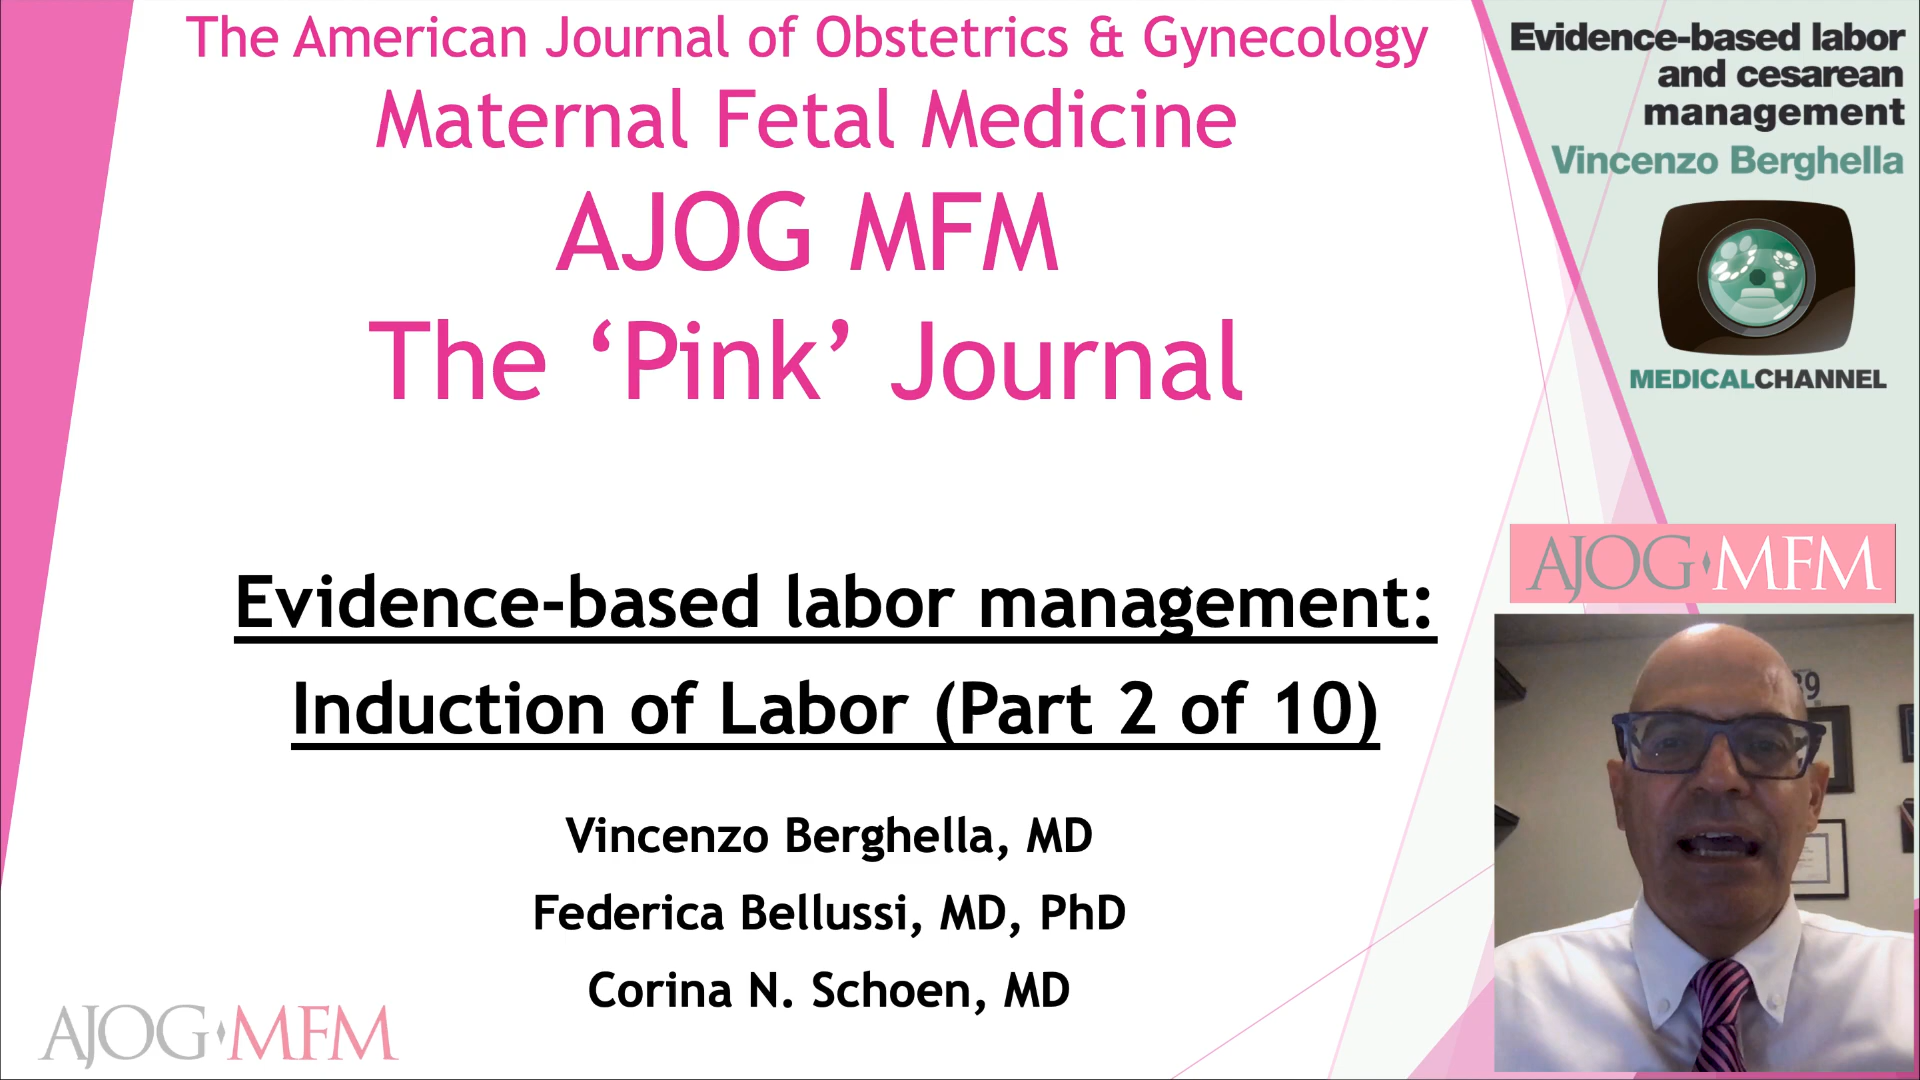 The American Journal of Obstetrics & Gynecology
Maternal Fetal Medicine
AJOG MFM
The ‘Pink’ Journal
Evidence-based labor management:
Induction of Labor (Part 2 of 10)
Vincenzo Berghella, MD
Federica Bellussi, MD, PhD
Corina N. Schoen, MD
AJOG MFM
Evidence-based labor
and cesarean
management
Vincenzo Berghella
MEDICALCHANNEL
AJOG MFM